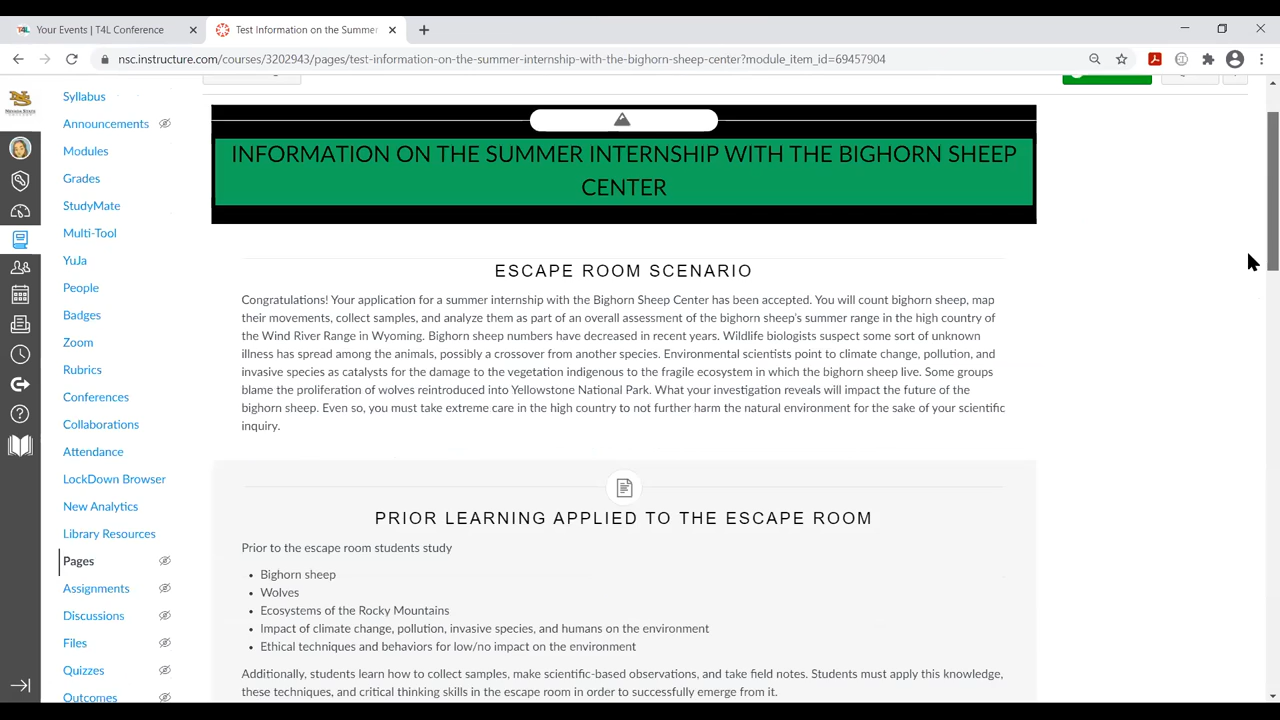 Your Events | T4L Conference
Test Information on the Summer
nsc.instructure.com/courses/3202943/pages/test-information-on-the-summer-internship-with-the-bighorn-sheep-center?module_item_id=69457904
Syllabus
Announcements
Modules
Grades
StudyMate
Multi-Tool
YuJa
People
Badges
Zoom
Rubrics
Conferences
Collaborations
Attendance
LockDown Browser
New Analytics
Library Resources
Pages
Assignments
Discussions
Files
Quizzes
Outcomes
INFORMATION ON THE SUMMER INTERNSHIP WITH THE BIGHORN SHEEP
CENTER
ESCAPE ROOM SCENARIO
Congratulations! Your application for a summer internship with the Bighorn Sheep Center has been accepted. You will count bighorn sheep, map
their movements, collect samples, and analyze them as part of an overall assessment of the bighorn sheep's summer range in the high country of
the Wind River Range in Wyoming. Bighorn sheep numbers have decreased in recent years. Wildlife biologists suspect some sort of unknown
illness has spread among the animals, possibly a crossover from another species. Environmental scientists point to climate change, pollution, and
invasive species as catalysts for the damage to the vegetation indigenous to the fragile ecosystem in which the bighorn sheep live. Some groups
blame the proliferation of wolves reintroduced into Yellowstone National Park. What your investigation reveals will impact the future of the
bighorn sheep. Even so, you must take extreme care in the high country to not further harm the natural environment for the sake of your scientific
inquiry.
PRIOR LEARNING APPLIED TO THE ESCAPE ROOM
Prior to the escape room students study
• Bighorn sheep
• Wolves
• Ecosystems of the Rocky Mountains
• Impact of climate change, pollution, invasive species, and humans on the environment
• Ethical techniques and behaviors for low/no impact on the environment
Additionally, students learn how to collect samples, make scientific-based observations, and take field notes. Students must apply this knowledge,
these techniques, and critical thinking skills in the escape room in order to successfully emerge from it.